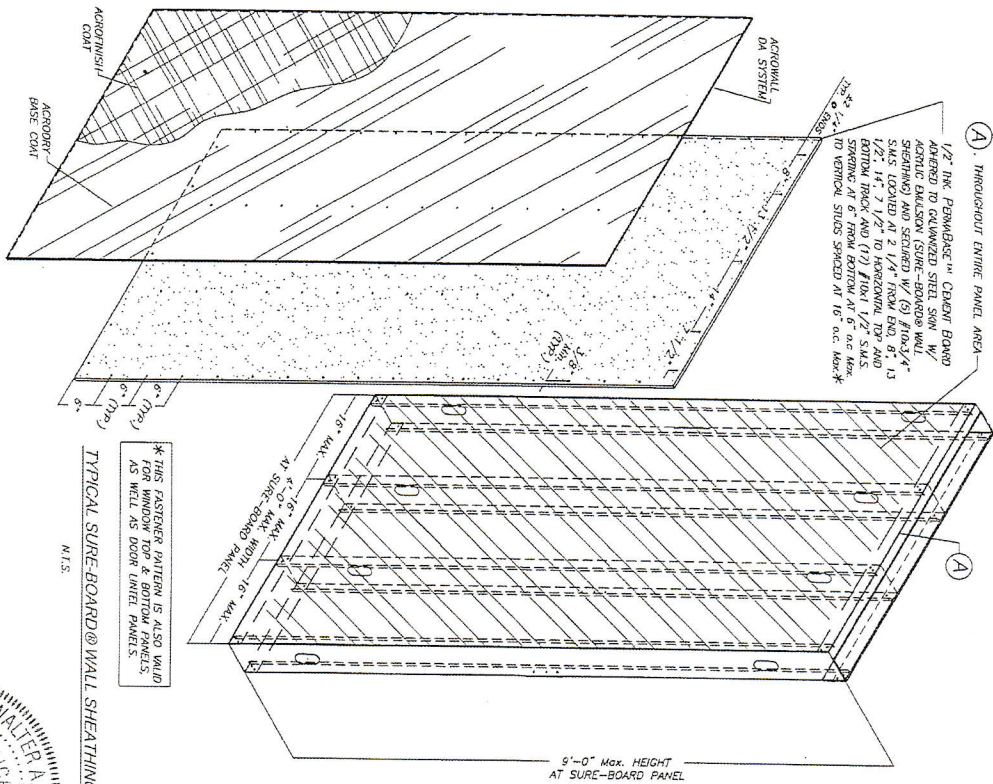 A. THROUGHOUT ENTIRE PANEL AREA
1/2" THK. PERMABASE™ CEMENT BOARD
ADHERED TO GALVANIZED STEEL SKIN W/
ACRYLIC EMULSION (SURE-BOARD® WALL
SHEATHING) AND SECURED W/ (5) #10x3/4"
S.M.S. LOCATED AT 2 1/4" FROM END, 8", 13
1/2", 14", 7 1/2" TO HORIZONTAL TOP AND
BOTTOM TRACK AND (17) #10x1 1/2" S.M.S.
STARTING AT 6" FROM BOTTOM AT 6" o.c. Max.
TO VERTICAL STUDS SPACED AT 16" o.c. Max.*
ACROWALL
DA SYSTEM
ACROFINISH
COAT
ACRODRY
BASE COAT
2 1/4"
TYP. @ ENDS
8"
13 1/2"
14"
7 1/2"
3/8"
(TYP.)
6"
(TYP.)
6"
(TYP.)
6"
A
16" MAX.
16" MAX.
16" MAX.
4'-0" MAX. WIDTH
AT SURE-BOARD PANEL
9'-0" Max. HEIGHT
AT SURE-BOARD PANEL
* THIS FASTENER PATTERN IS ALSO VALID
FOR WINDOW TOP & BOTTOM PANELS,
AS WELL AS DOOR LINTEL PANELS.
TYPICAL SURE-BOARD® WALL SHEATHING
N.T.S.
WALTER A